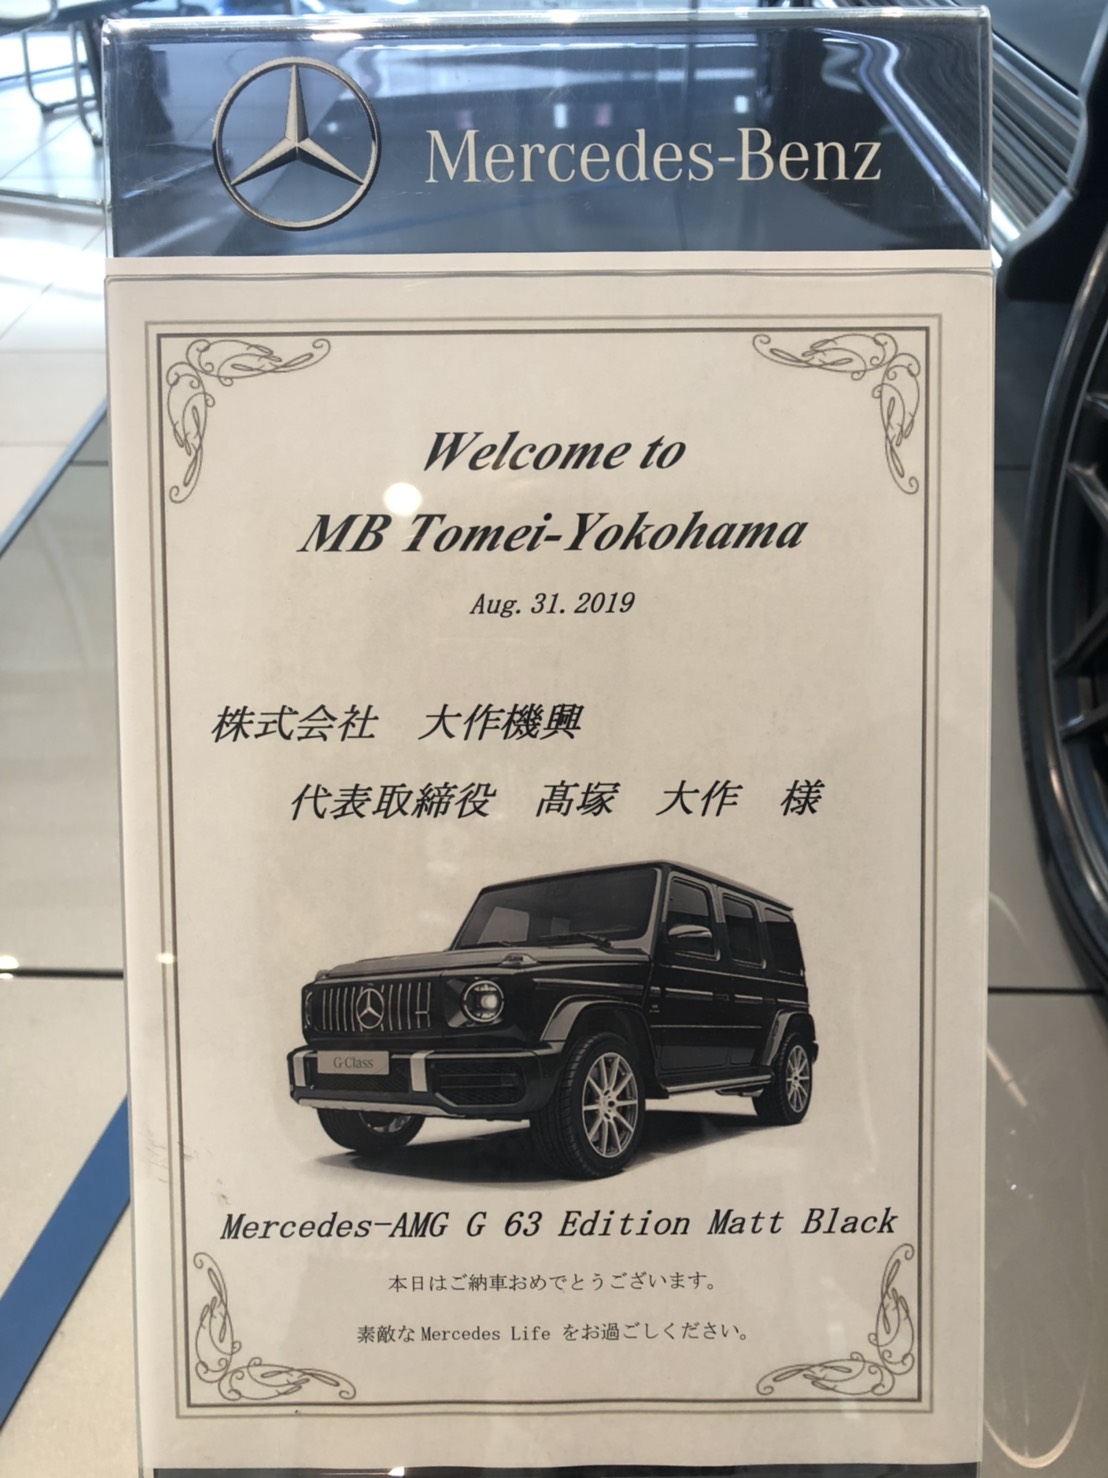 Mercedes-Benz
Welcome to
MB Tomei-Yokohama
Aug. 31. 2019
株式会社　大作機興
代表取締役　髙塚　大作　様
G-Class
Mercedes-AMG G 63 Edition Matt Black
本日はご納車おめでとうございます。
素敵な Mercedes Life をお過ごしください。